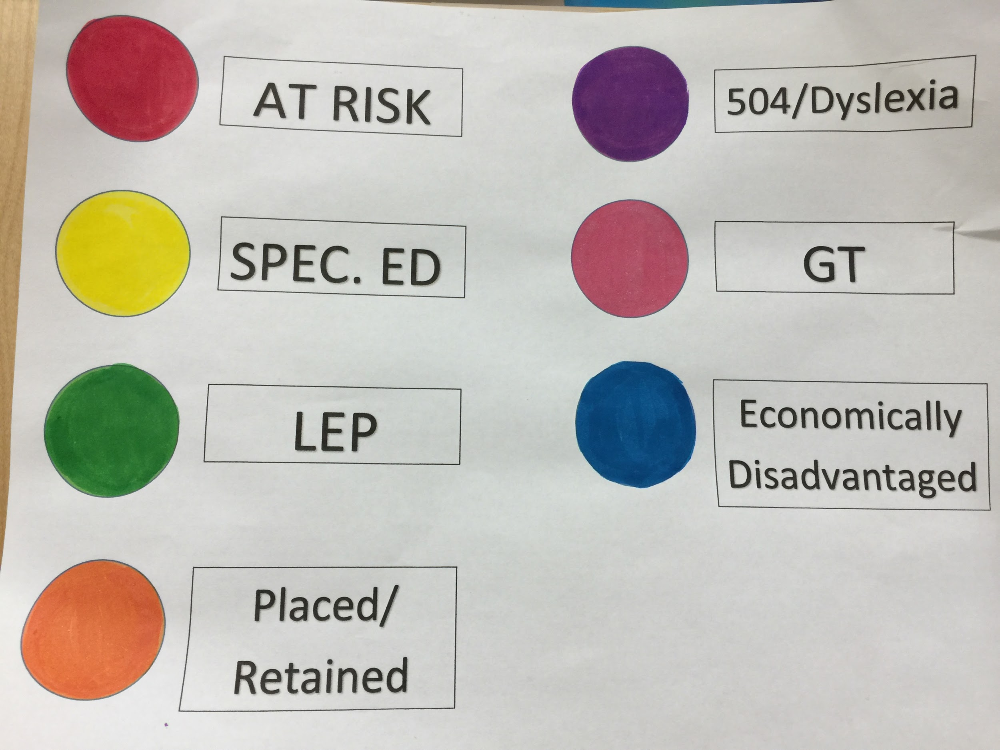 AT RISK
SPEC. ED
LEP
Placed/
Retained
504/Dyslexia
GT
Economically
Disadvantaged